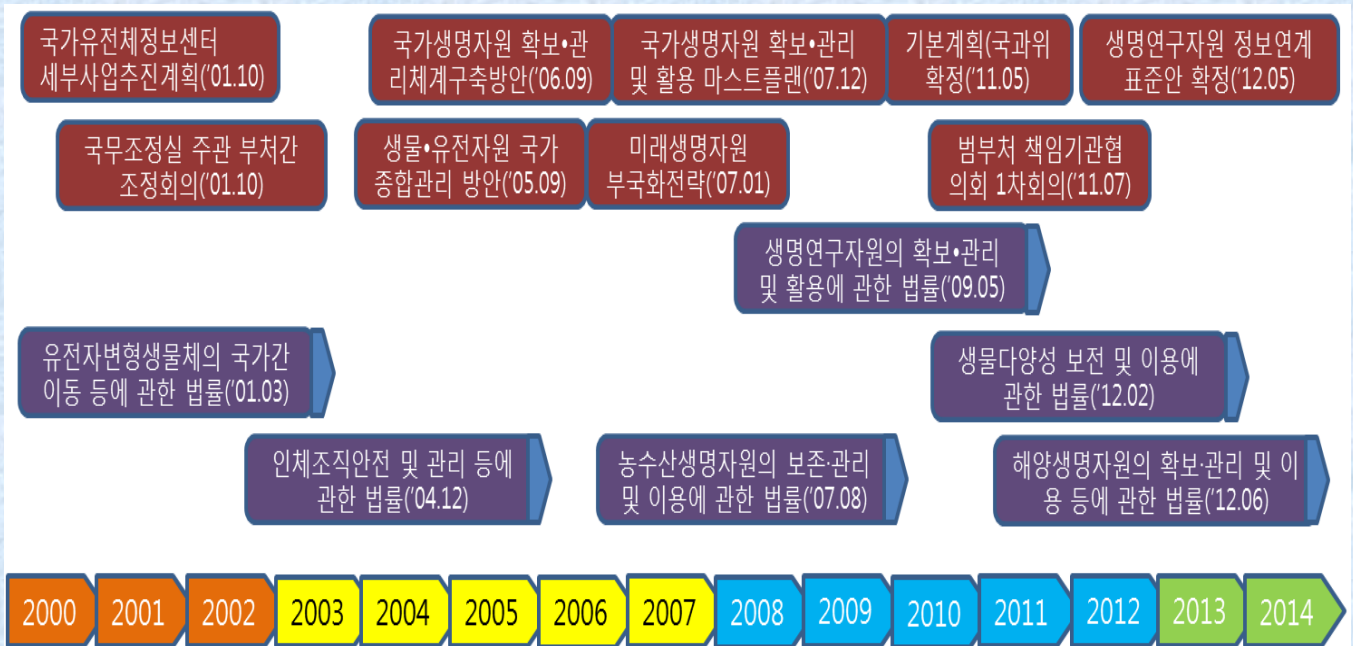 국가유전체정보센터
세부사업추진계획('01.10)
국가생명자원 확보•관
리체계구축방안('06.09)
국가생명자원 확보•관리
및 활용 마스트플랜('07.12)
기본계획(국과위
확정('11.05)
생명연구자원 정보연계
표준안 확정('12.05)
국무조정실 주관 부처간
조정회의('01.10)
생물•유전자원 국가
종합관리 방안('05.09)
미래생명자원
부국화전략('07.01)
범부처 책임기관협
의회 1차회의('11.07)
생명연구자원의 확보•관리
및 활용에 관한 법률('09.05)
유전자변형생물체의 국가간
이동 등에 관한 법률('01.03)
생물다양성 보전 및 이용에
관한 법률('12.02)
인체조직안전 및 관리 등에
관한 법률('04.12)
농수산생명자원의 보존·관리
및 이용에 관한 법률('07.08)
해양생명자원의 확보·관리 및 이
용 등에 관한 법률('12.06)
2000 2001 2002 2003 2004 2005 2006 2007 2008 2009 2010 2011 2012 2013 2014